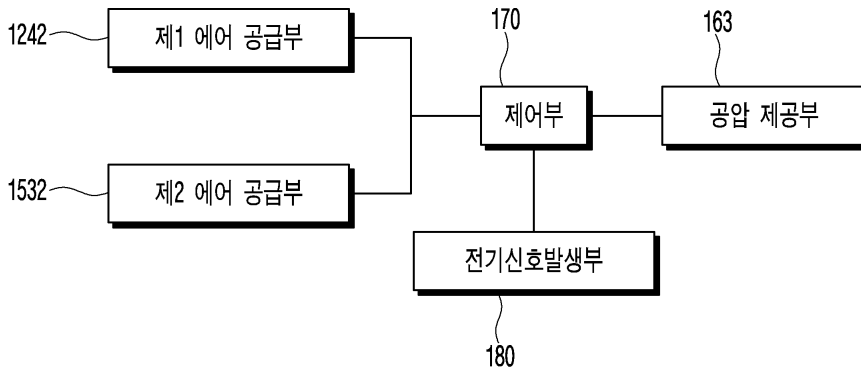 1242
제1 에어 공급부
170
163
제어부
공압 제공부
1532
제2 에어 공급부
전기신호발생부
180